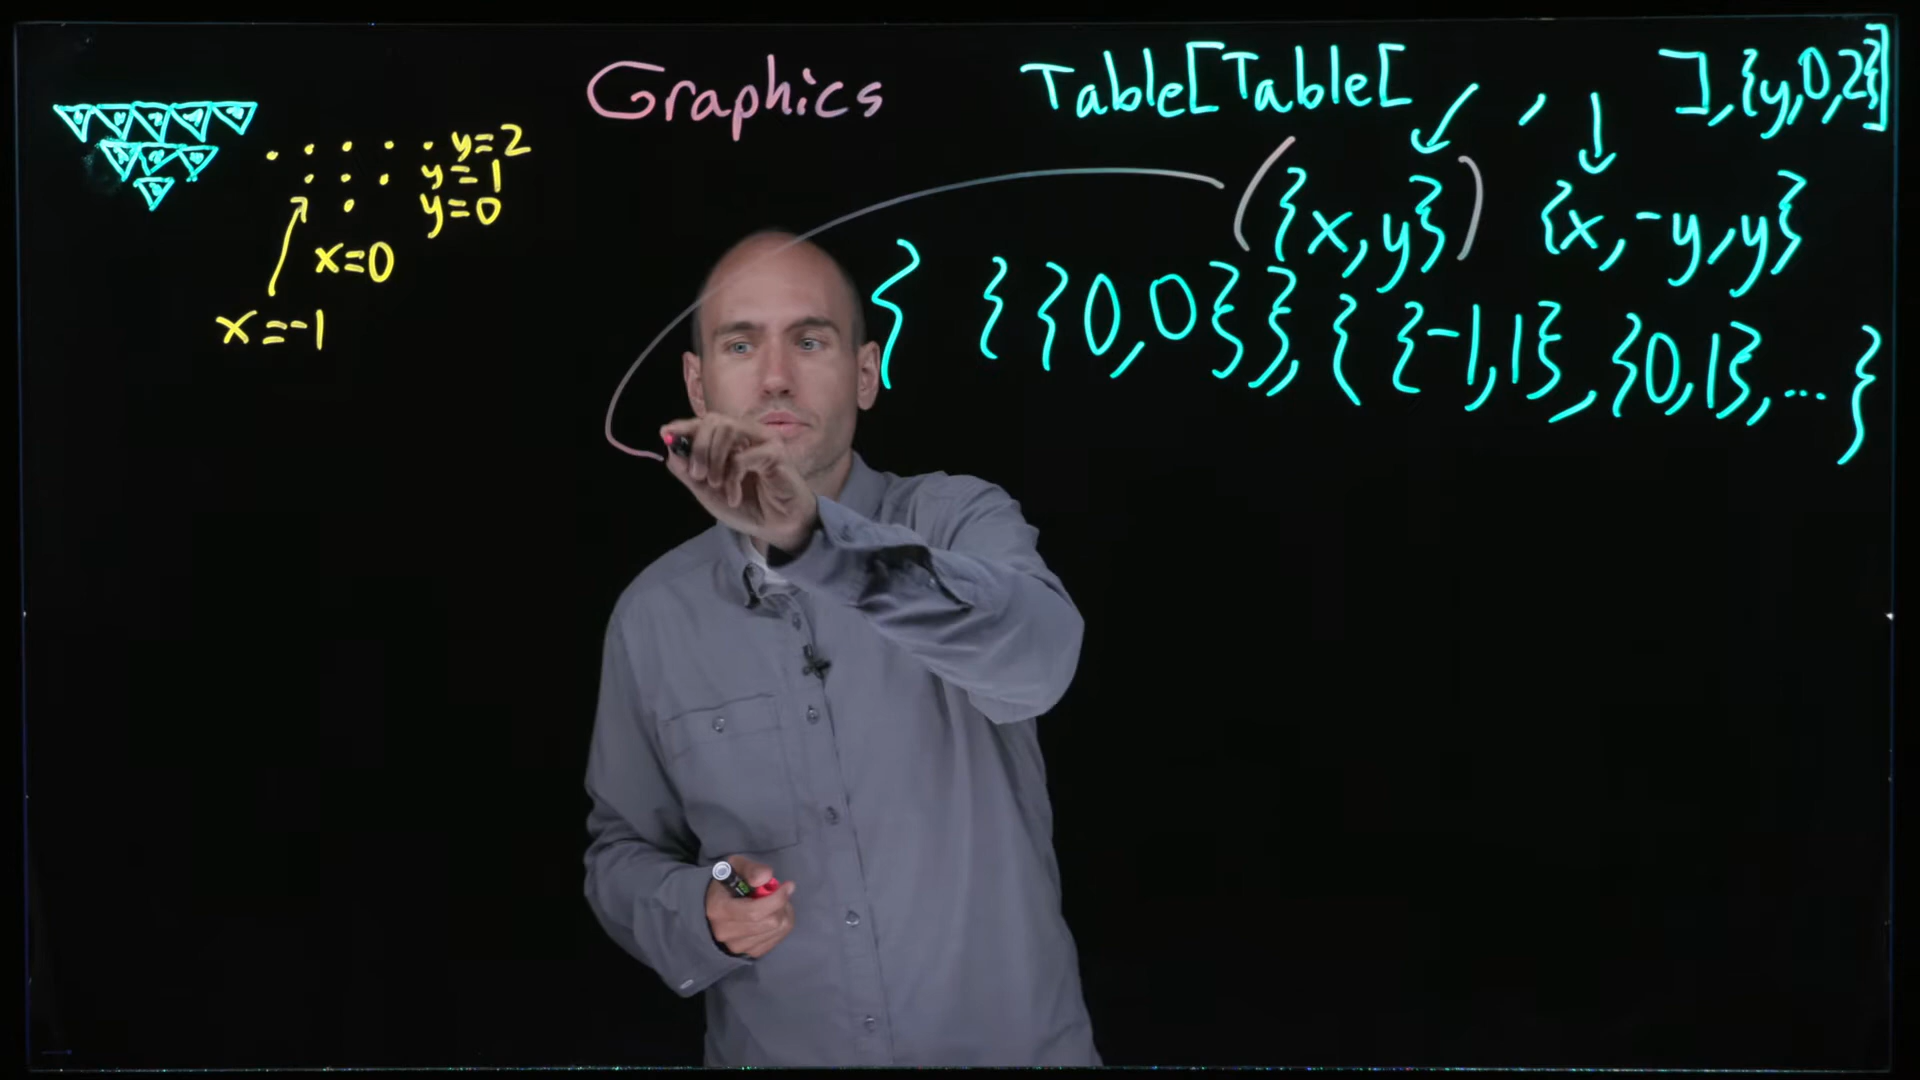 Graphics
Table[Table[ , ],{y,0,2}]
y=2
y=1
y=0
x=0
x=-1
({x,y}) {x,-y,y}
{ {{0,0}},{{-1,1},{0,1},...}